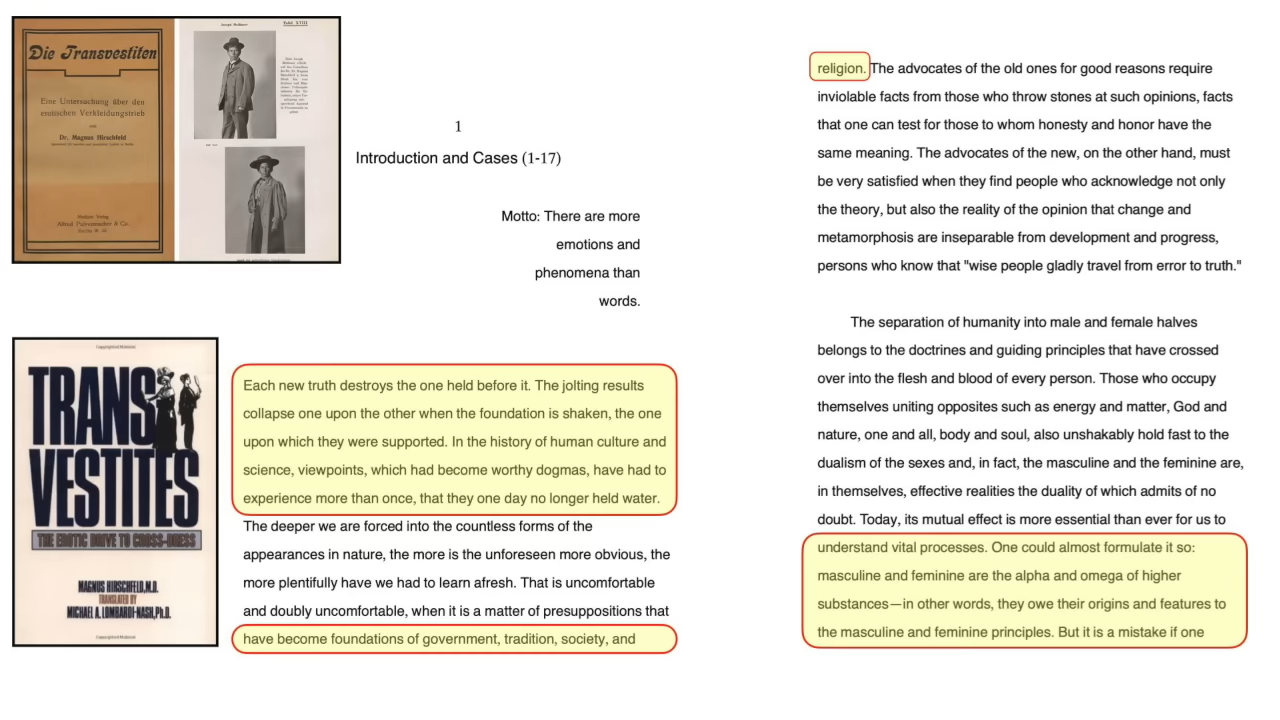 Die Transvestiten
Eine Untersuchung über den
erotischen Verkleidungstrieb
von
Dr. Magnus Hirschfeld
Medizin. Verlag
Alfred Pulvermacher & Co.
Berlin W. 30
Tafel XVIII
1
Introduction and Cases (1-17)
Motto: There are more
emotions and
phenomena than
words.
Copyrighted Material
TRANS
VESTITES
THE EROTIC DRIVE TO CROSS-DRESS
MAGNUS HIRSCHFELD, M.D.
TRANSLATED BY
MICHAEL A. LOMBARDI-NASH, Ph.D.
Copyrighted Material
Each new truth destroys the one held before it. The jolting results
collapse one upon the other when the foundation is shaken, the one
upon which they were supported. In the history of human culture and
science, viewpoints, which had become worthy dogmas, have had to
experience more than once, that they one day no longer held water.
The deeper we are forced into the countless forms of the
appearances in nature, the more is the unforeseen more obvious, the
more plentifully have we had to learn afresh. That is uncomfortable
and doubly uncomfortable, when it is a matter of presuppositions that
have become foundations of government, tradition, society, and
religion. The advocates of the old ones for good reasons require
inviolable facts from those who throw stones at such opinions, facts
that one can test for those to whom honesty and honor have the
same meaning. The advocates of the new, on the other hand, must
be very satisfied when they find people who acknowledge not only
the theory, but also the reality of the opinion that change and
metamorphosis are inseparable from development and progress,
persons who know that "wise people gladly travel from error to truth."
The separation of humanity into male and female halves
belongs to the doctrines and guiding principles that have crossed
over into the flesh and blood of every person. Those who occupy
themselves uniting opposites such as energy and matter, God and
nature, one and all, body and soul, also unshakably hold fast to the
dualism of the sexes and, in fact, the masculine and the feminine are,
in themselves, effective realities the duality of which admits of no
doubt. Today, its mutual effect is more essential than ever for us to
understand vital processes. One could almost formulate it so:
masculine and feminine are the alpha and omega of higher
substances—in other words, they owe their origins and features to
the masculine and feminine principles. But it is a mistake if one